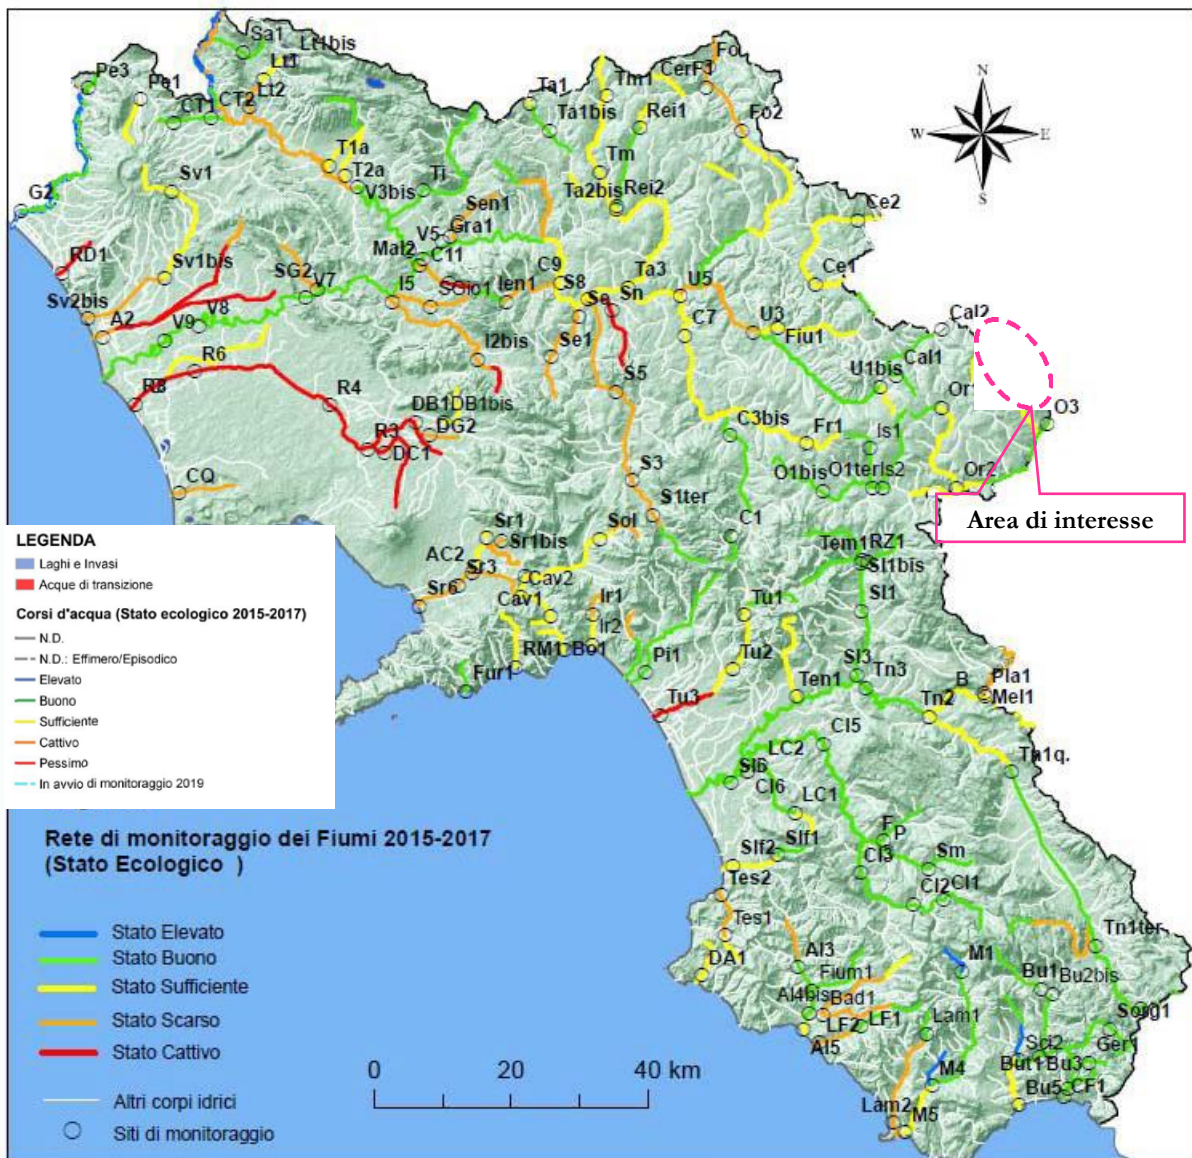 Sa1
Lt1bis
Fo
Pe3
Lt1
Pe1
Lt2
Ta1
Tm1
CerF1
CT1
CT2
Ta1bis
Rei1
Fo2
N
W
E
S
T1a
T2a
Tm
V3bis
Ti
Ta2bis
Rei2
Sv1
G2
Sen1
Gra1
V5
Ce2
Mal2
C11
RD1
Sv1bis
SG2
V7
I5
SGio1
Ien1
C9
S8
Ta3
Ce1
Se
Sn
U5
Sv2bis
A2
V8
V9
C7
U3
Fiu1
Cal2
I2bis
Se1
Cal1
U1bis
R6
R8
R4
S5
O3
DB1
DB1bis
R3
DG2
DC1
C3bis
Fr1
Is1
CQ
S3
O1bis
O1ter
Is2
Or2
Area di interesse
S1ter
C1
LEGENDA
Laghi e Invasi
Acque di transizione
Corsi d'acqua (Stato ecologico 2015-2017)
N.D.
N.D.: Effimero/Episodico
Elevato
Buono
Sufficiente
Cattivo
Pessimo
In avvio di monitoraggio 2019
Sr1
Sr1bis
Sol
AC2
Sr3
Sr6
Cav2
Cav1
Ir1
Ir2
RM1
Bo1
Fur1
Tem1
RZ1
Sl1bis
Sl1
Tu1
Tu2
Pi1
Tu3
Ten1
Sl3
Tn3
B
Pla1
Mel1
Tn2
Tn1q.
Cl5
LC2
Sl6
Cl6
LC1
Rete di monitoraggio dei Fiumi 2015-2017
(Stato Ecologico )
Slf1
Slf2
F
P
Cl3
Sm
Cl2
Cl1
Tes2
Tes1
Stato Elevato
Stato Buono
Stato Sufficiente
Stato Scarso
Stato Cattivo
Altri corpi idrici
Siti di monitoraggio
0
20
40 km
DA1
Al3
Fium1
Al4bis
Bad1
LF2
LF1
Al5
M1
Lam1
M4
Lam2
M5
Tn1ter
Bu1
Bu2bis
Sorg1
Sci2
Ger1
But1
Bu3
Bu5
CF1